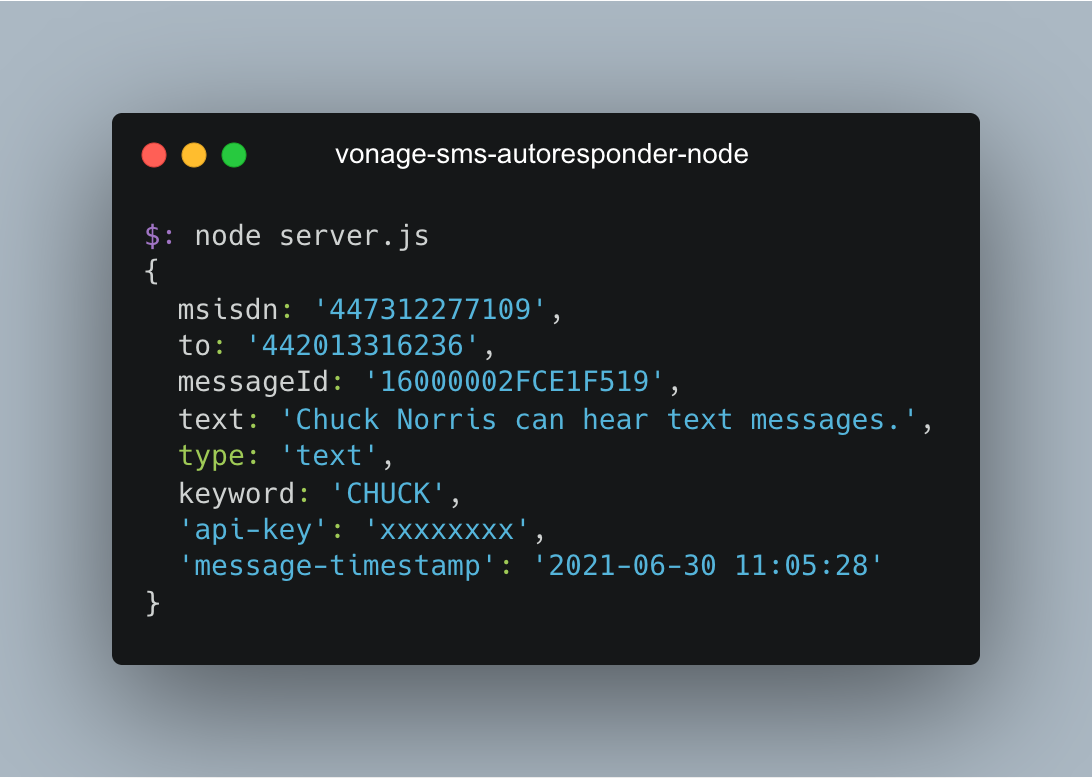 vonage-sms-autoresponder-node
$: node server.js
{
  msisdn: '447312277109',
  to: '442013316236',
  messageId: '16000002FCE1F519',
  text: 'Chuck Norris can hear text messages.',
  type: 'text',
  keyword: 'CHUCK',
  'api-key': 'xxxxxxxx',
  'message-timestamp': '2021-06-30 11:05:28'
}